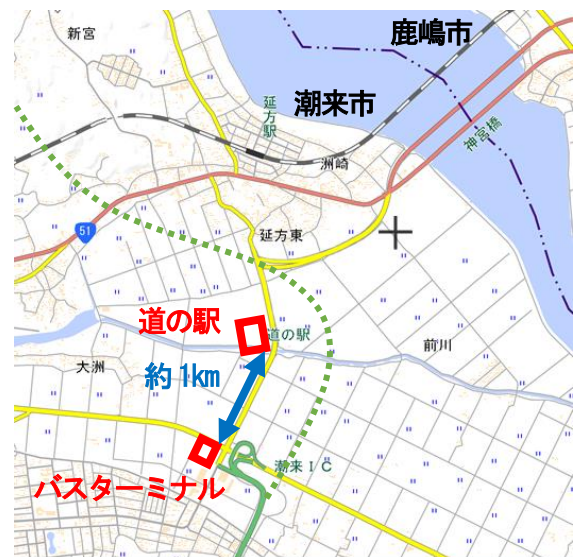 新宮
鹿嶋市
潮来市
延方駅
神宮橋
洲崎
51
延方東
道の駅
道の駅
前川
大洲
約1km
潮来IC
バスターミナル